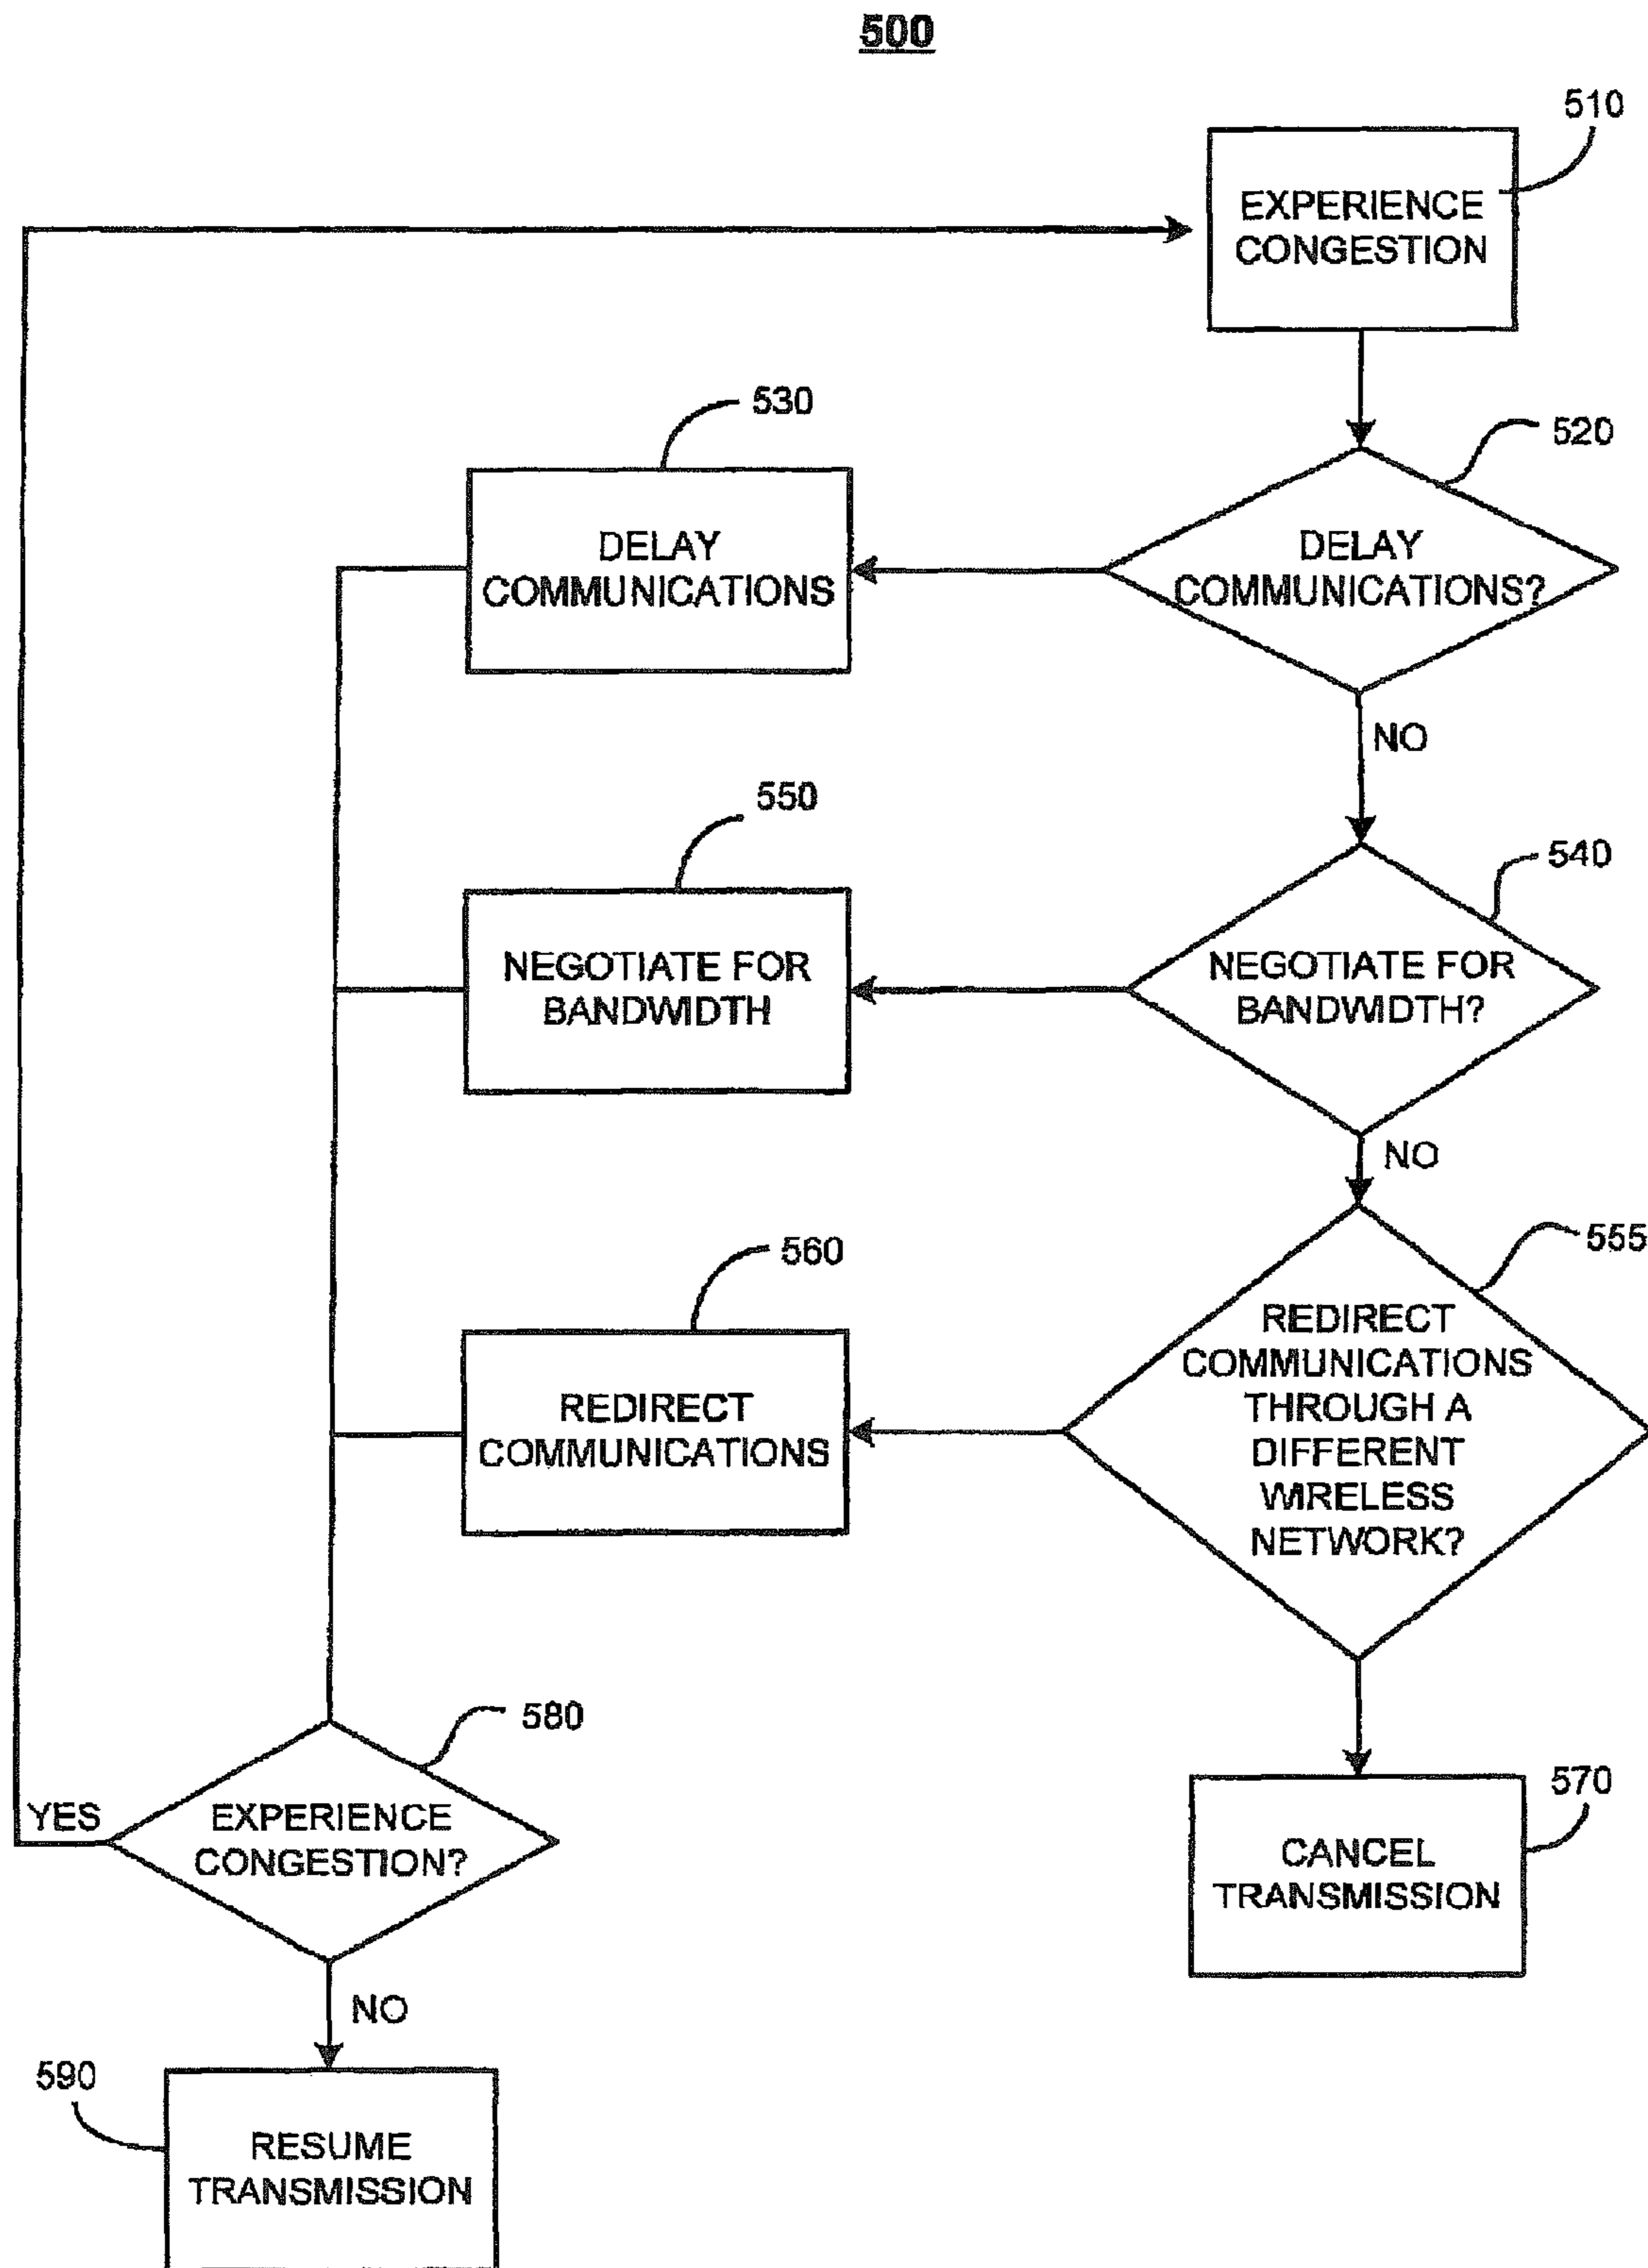 500
510
EXPERIENCE
CONGESTION
530
520
DELAY
COMMUNICATIONS
DELAY
COMMUNICATIONS?
NO
550
540
NEGOTIATE FOR
BANDWIDTH
NEGOTIATE FOR
BANDWIDTH?
NO
560
555
REDIRECT
COMMUNICATIONS
REDIRECT
COMMUNICATIONS
THROUGH A
DIFFERENT
WIRELESS
NETWORK?
580
570
YES
EXPERIENCE
CONGESTION?
CANCEL
TRANSMISSION
NO
590
RESUME
TRANSMISSION